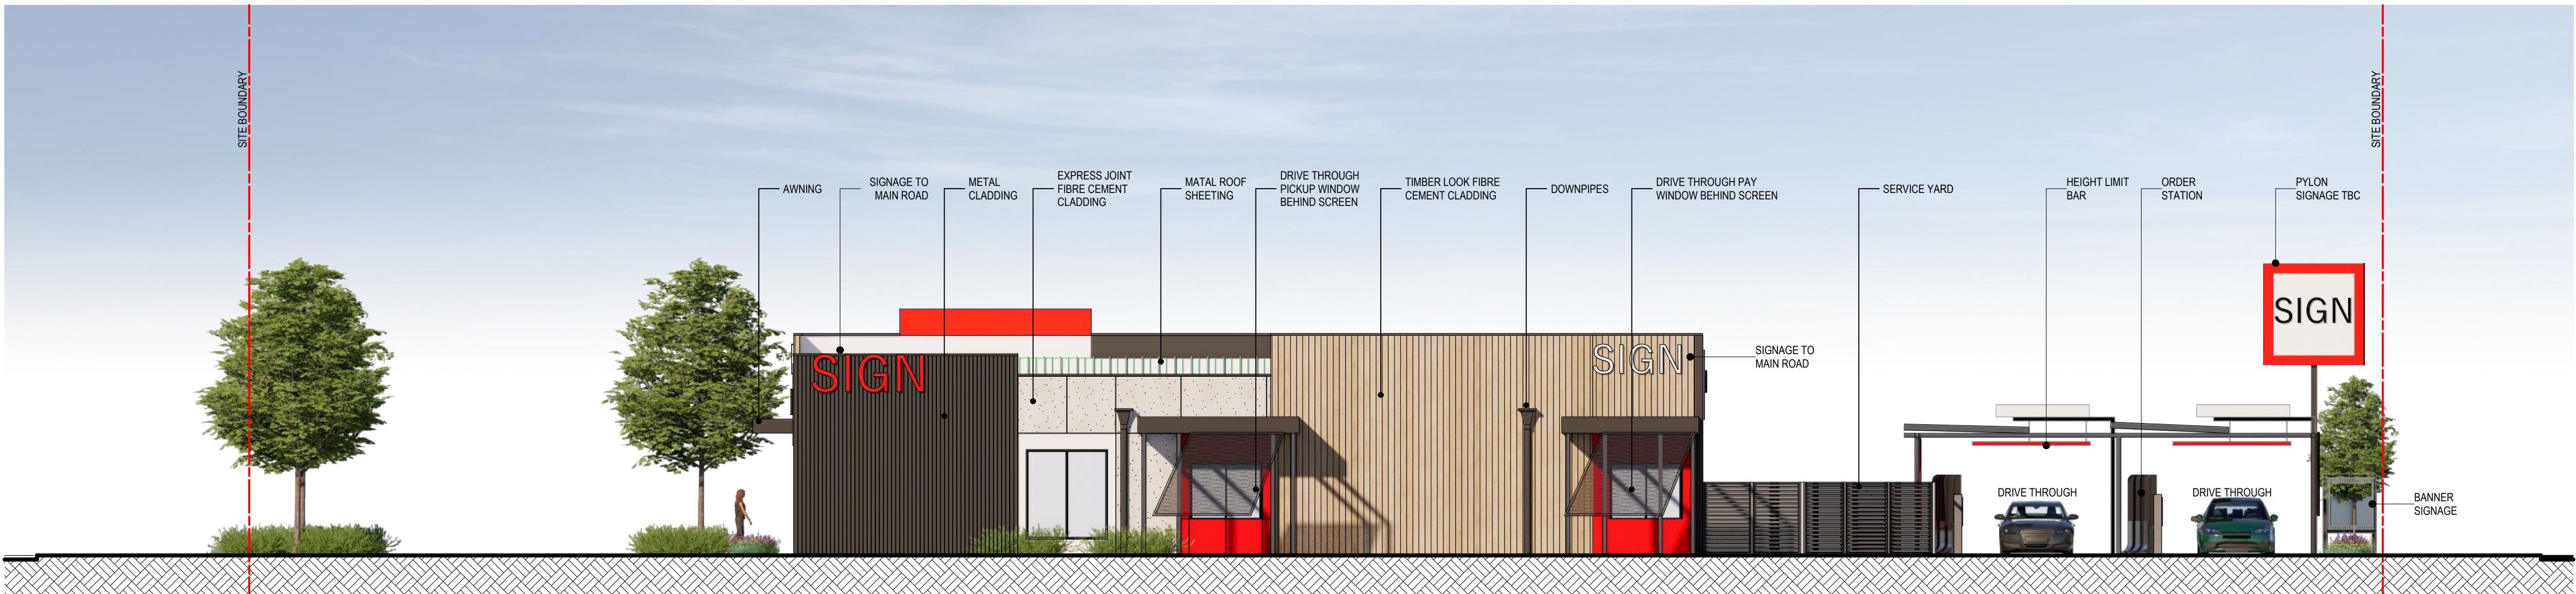 SITE BOUNDARY
SITE BOUNDARY
AWNING
SIGNAGE TO
MAIN ROAD
METAL
CLADDING
EXPRESS JOINT
FIBRE CEMENT
CLADDING
MATAL ROOF
SHEETING
DRIVE THROUGH
PICKUP WINDOW
BEHIND SCREEN
TIMBER LOOK FIBRE
CEMENT CLADDING
DOWNPIPES
DRIVE THROUGH PAY
WINDOW BEHIND SCREEN
SERVICE YARD
HEIGHT LIMIT
BAR
ORDER
STATION
PYLON
SIGNAGE TBC
SIGN
SIGN
SIGN
SIGNAGE TO
MAIN ROAD
DRIVE THROUGH
DRIVE THROUGH
BANNER
SIGNAGE